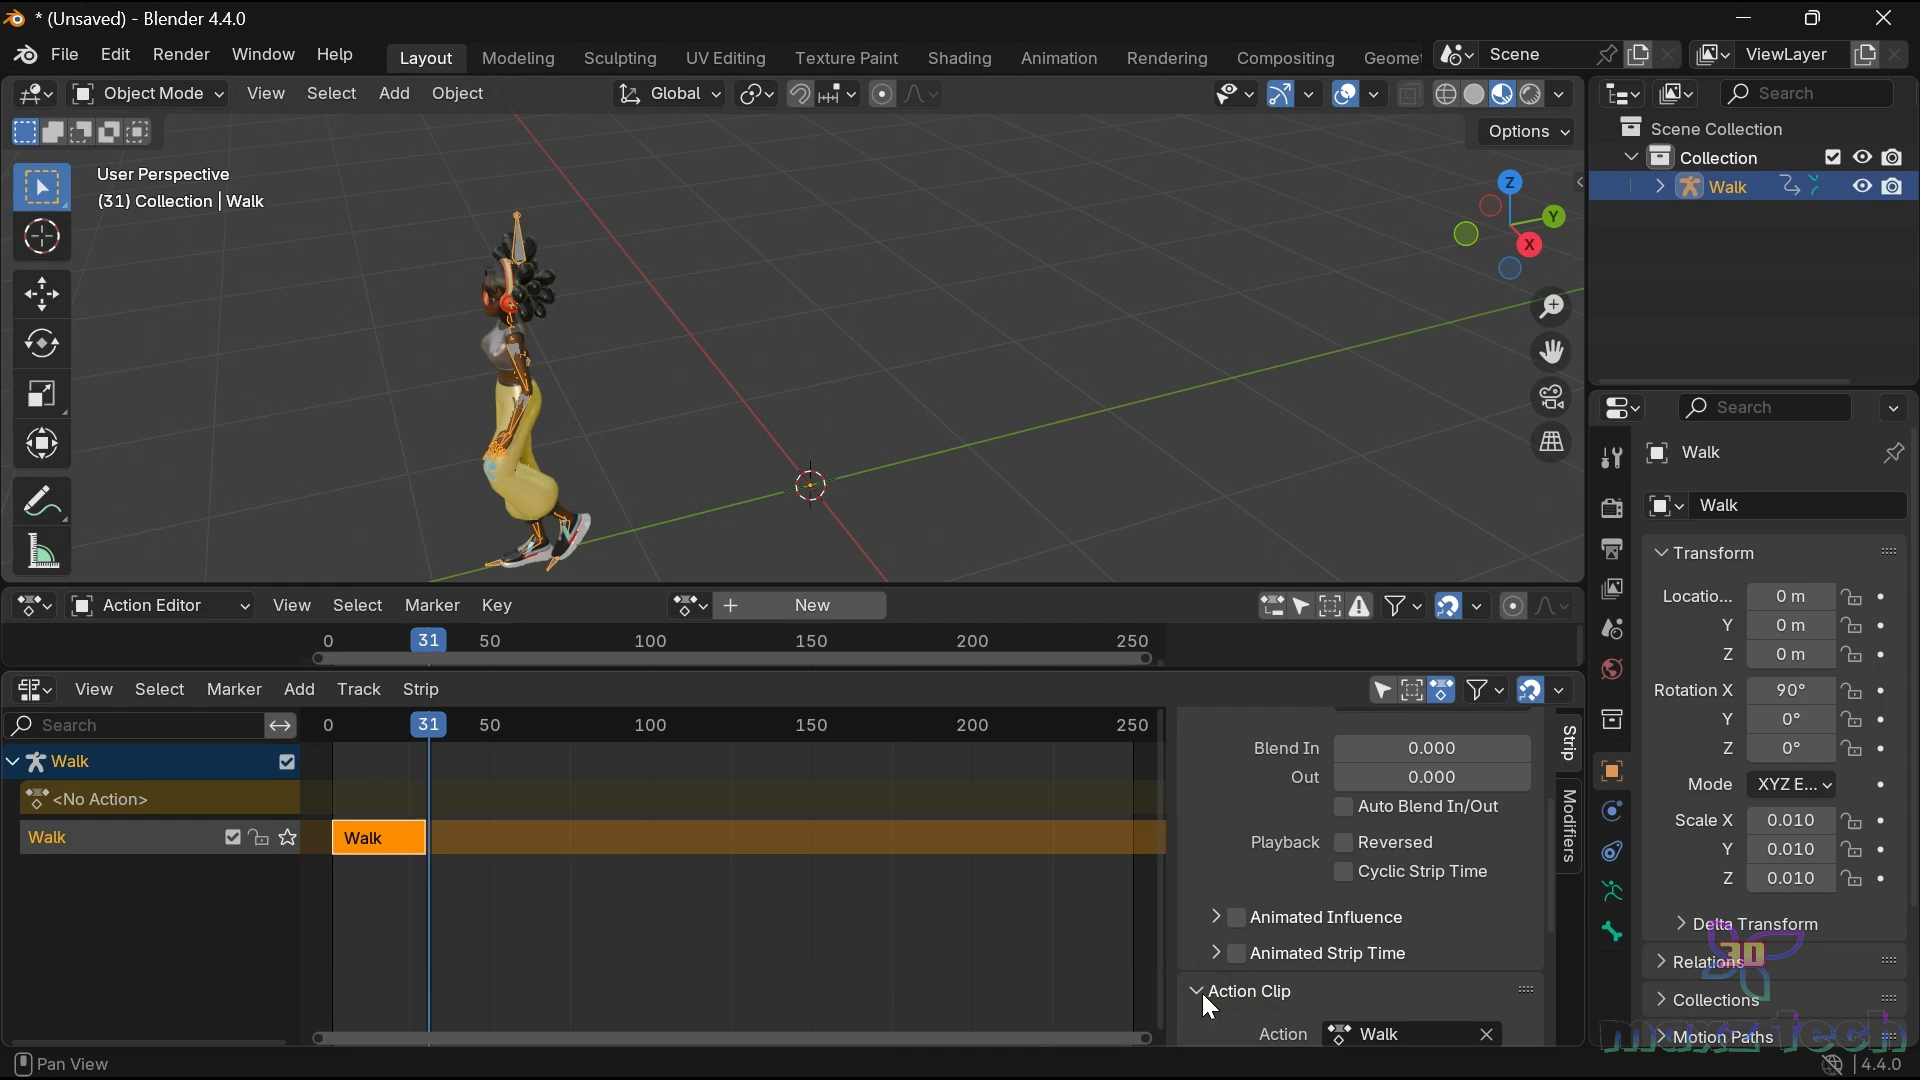 * (Unsaved) - Blender 4.4.0
File Edit Render Window Help Layout Modeling Sculpting UV Editing Texture Paint Shading Animation Rendering Compositing Geomet Scene ViewLayer
Object Mode View Select Add Object Global Search
Options
User Perspective
(31) Collection | Walk
Z
Y
X
Scene Collection
Collection
Walk
Search
Walk
Walk
Transform
Locatio... 0 m
Y 0 m
Z 0 m
Rotation X 90°
Y 0°
Z 0°
Mode XYZ E...
Scale X 0.010
Y 0.010
Z 0.010
Delta Transform
Relations
Collections
Motion Paths
Action Editor View Select Marker Key New
0 31 50 100 150 200 250
View Select Marker Add Track Strip
Search 0 31 50 100 150 200 250
Walk
<No Action>
Walk Walk
Blend In 0.000
Out 0.000
Auto Blend In/Out
Playback Reversed
Cyclic Strip Time
Animated Influence
Animated Strip Time
Action Clip
Action Walk
Strip
Modifiers
3D
maxz Tech
Pan View 4.4.0